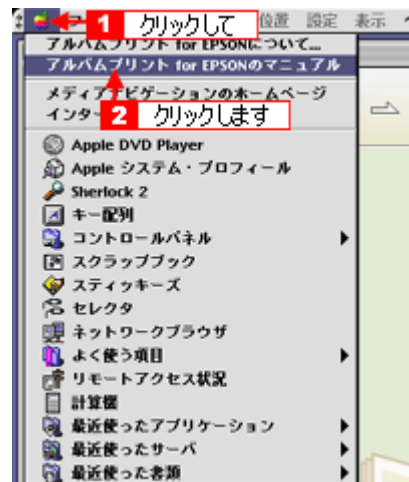 1 クリックして 位置 設定 表示
アルバムプリント for EPSONについて...
アルバムプリント for EPSONのマニュアル
メディアナビゲーションのホームページ
インター
2 クリックします
Apple DVD Player
Apple システム・プロフィール
Sherlock 2
キー配列
コントロールパネル
スクラップブック
スティッキーズ
セレクタ
ネットワークブラウザ
よく使う項目
リモートアクセス状況
計算機
最近使ったアプリケーション
最近使ったサーバ
最近使った書類